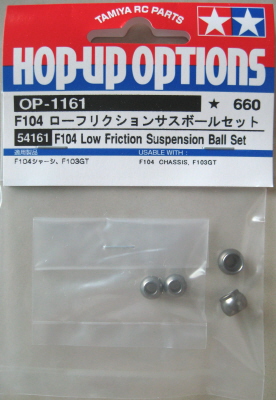 TAMIYA RC PARTS
TAMIYA
HOP-UP OPTIONS
OP-1161 ★ 660
F104 ローフリクションサスボールセット
54161 F104 Low Friction Suspension Ball Set
適用製品 USABLE WITH:
F104シャーシ、F103GT F104 CHASSIS, F103GT